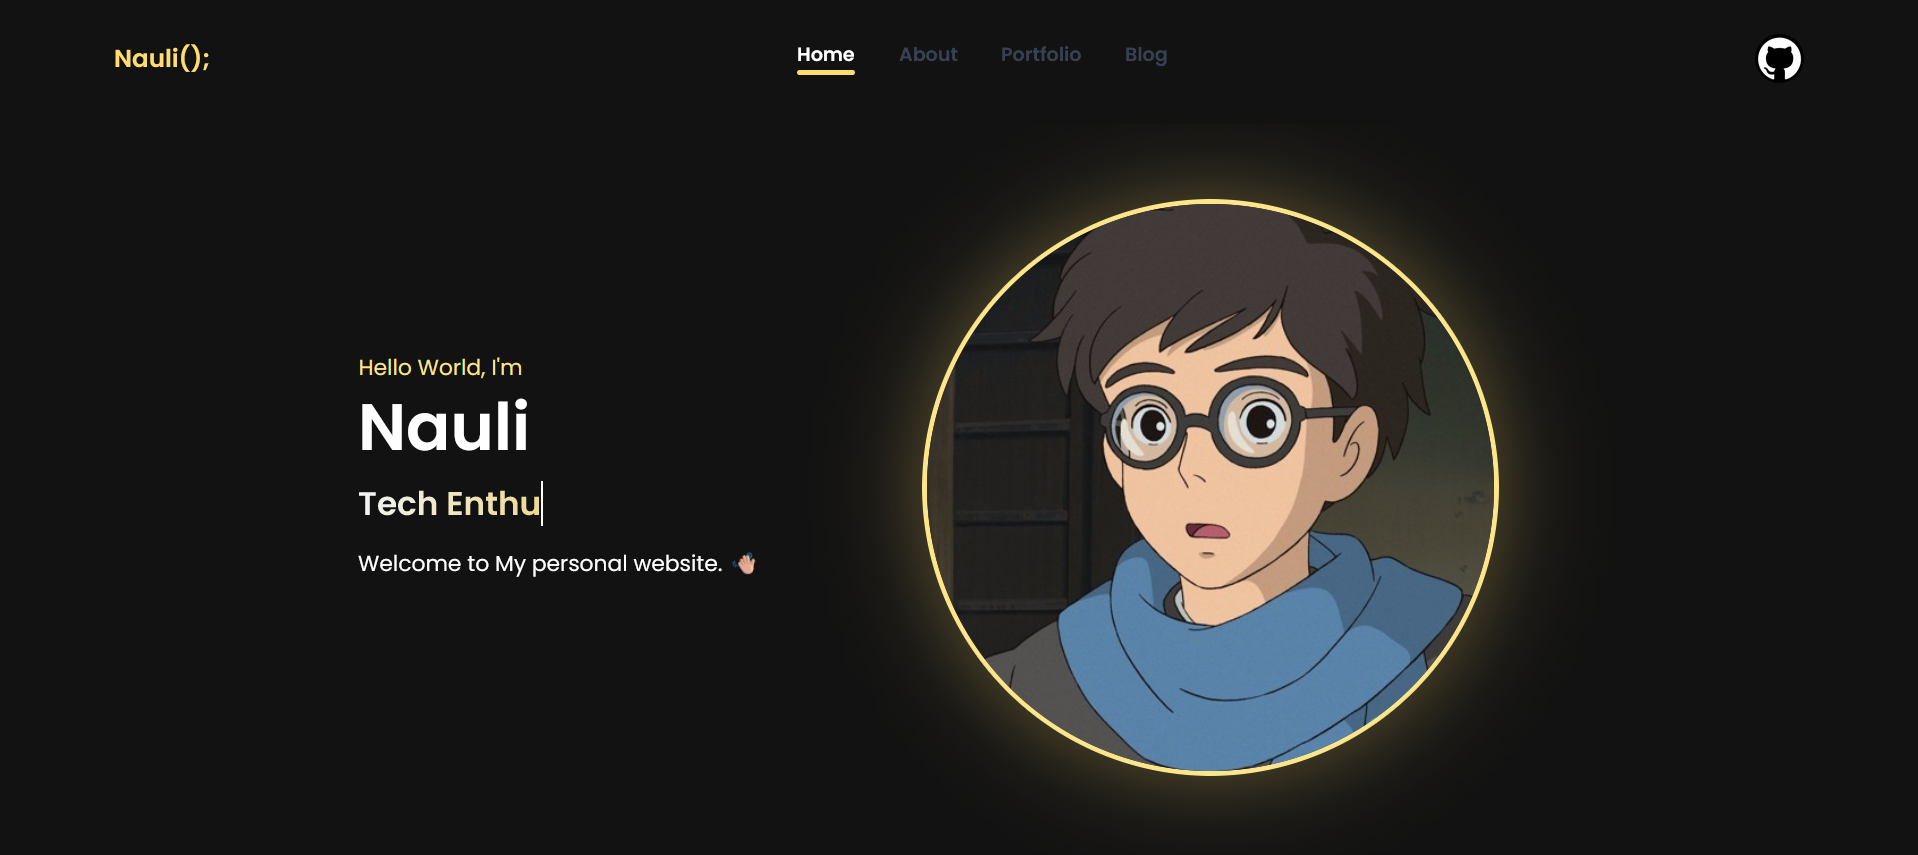 Nauli();
Home About Portfolio Blog
Hello World, I'm
Nauli
Tech Enthu
Welcome to My personal website. 👋🏼